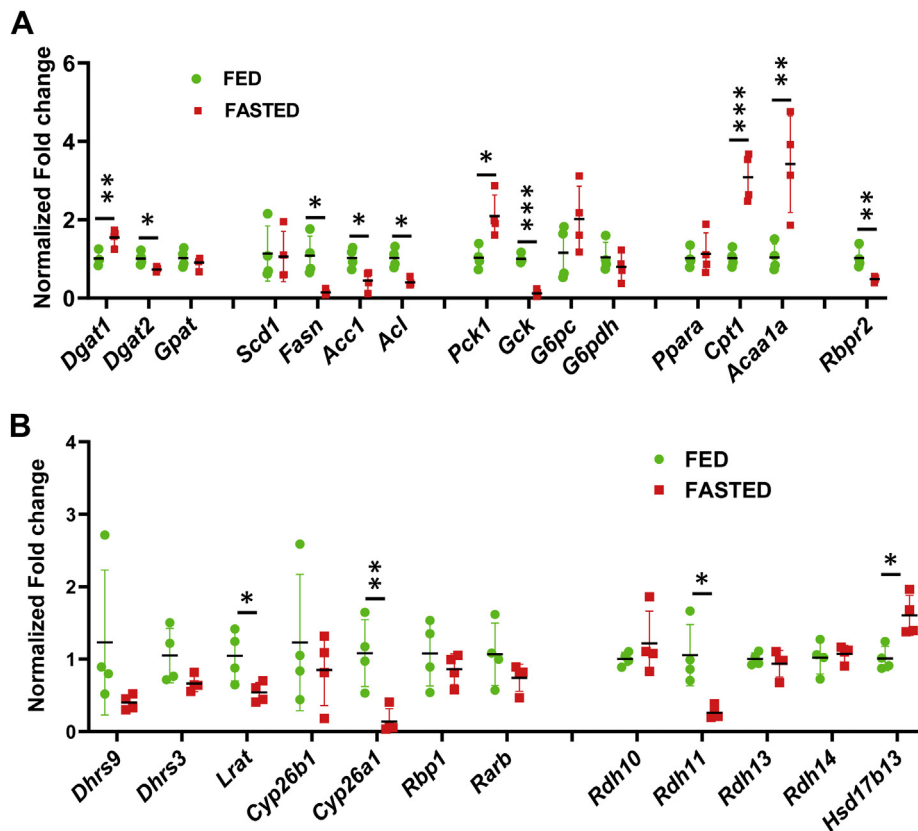 A
Normalized Fold change
6
4
2
0
FED
FASTED
**
*
*
*
*
*
***
***
**
**
Dgat1
Dgat2
Gpat
Scd1
Fasn
Acc1
Acl
Pck1
Gck
G6pc
G6pdh
Ppara
Cpt1
Acaa1a
Rbpr2
B
Normalized Fold change
4
3
2
1
0
FED
FASTED
*
**
*
*
Dhrs9
Dhrs3
Lrat
Cyp26b1
Cyp26a1
Rbp1
Rarb
Rdh10
Rdh11
Rdh13
Rdh14
Hsd17b13